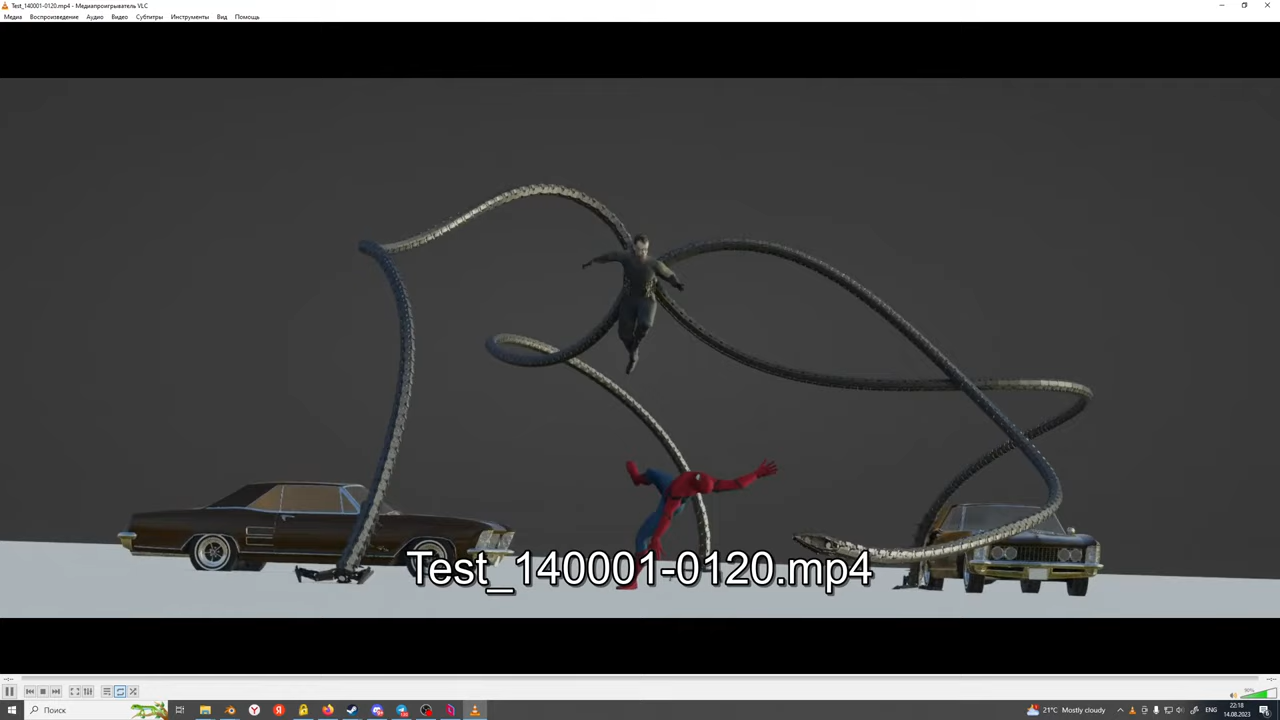 Test_140001-0120.mp4 - Медиапроигрыватель VLC
Медиа Воспроизведение Аудио Видео Субтитры Инструменты Вид Помощь
Test_140001-0120.mp4
--:-- --:--
90%
Поиск
21°C Mostly cloudy
ENG
22:18
14.08.2023